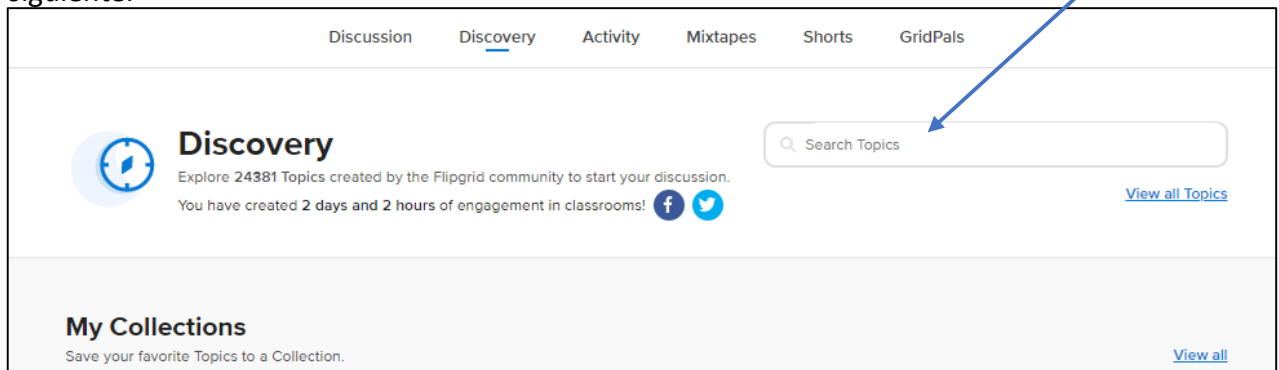 siguiente:
Discussion Discovery Activity Mixtapes Shorts GridPals
Discovery
Explore 24381 Topics created by the Flipgrid community to start your discussion.
You have created 2 days and 2 hours of engagement in classrooms!
Search Topics
View all Topics
My Collections
Save your favorite Topics to a Collection.
View all